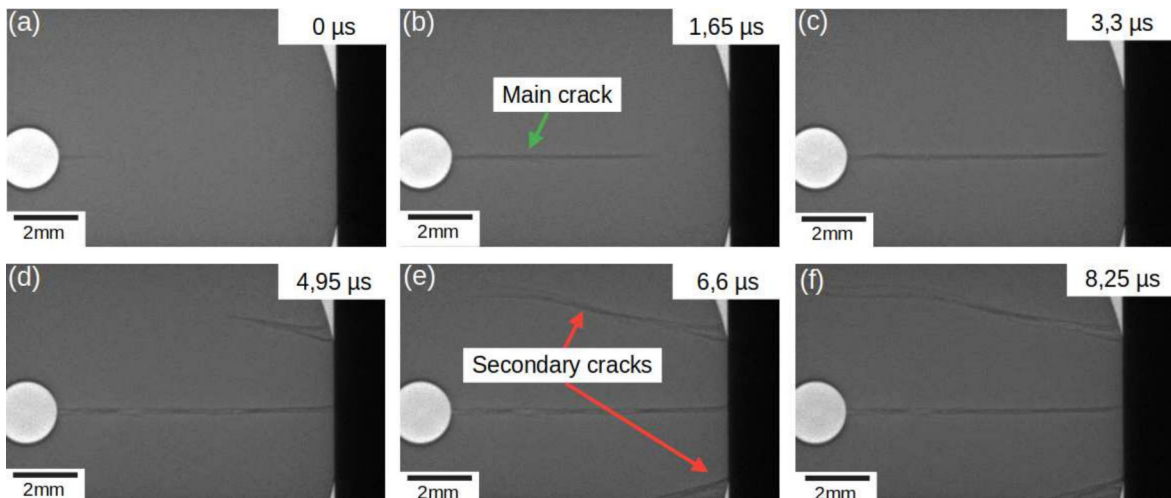 (a)
0 µs
2mm
(b)
1,65 µs
Main crack
2mm
(c)
3,3 µs
2mm
(d)
4,95 µs
2mm
(e)
6,6 µs
Secondary cracks
2mm
(f)
8,25 µs
2mm